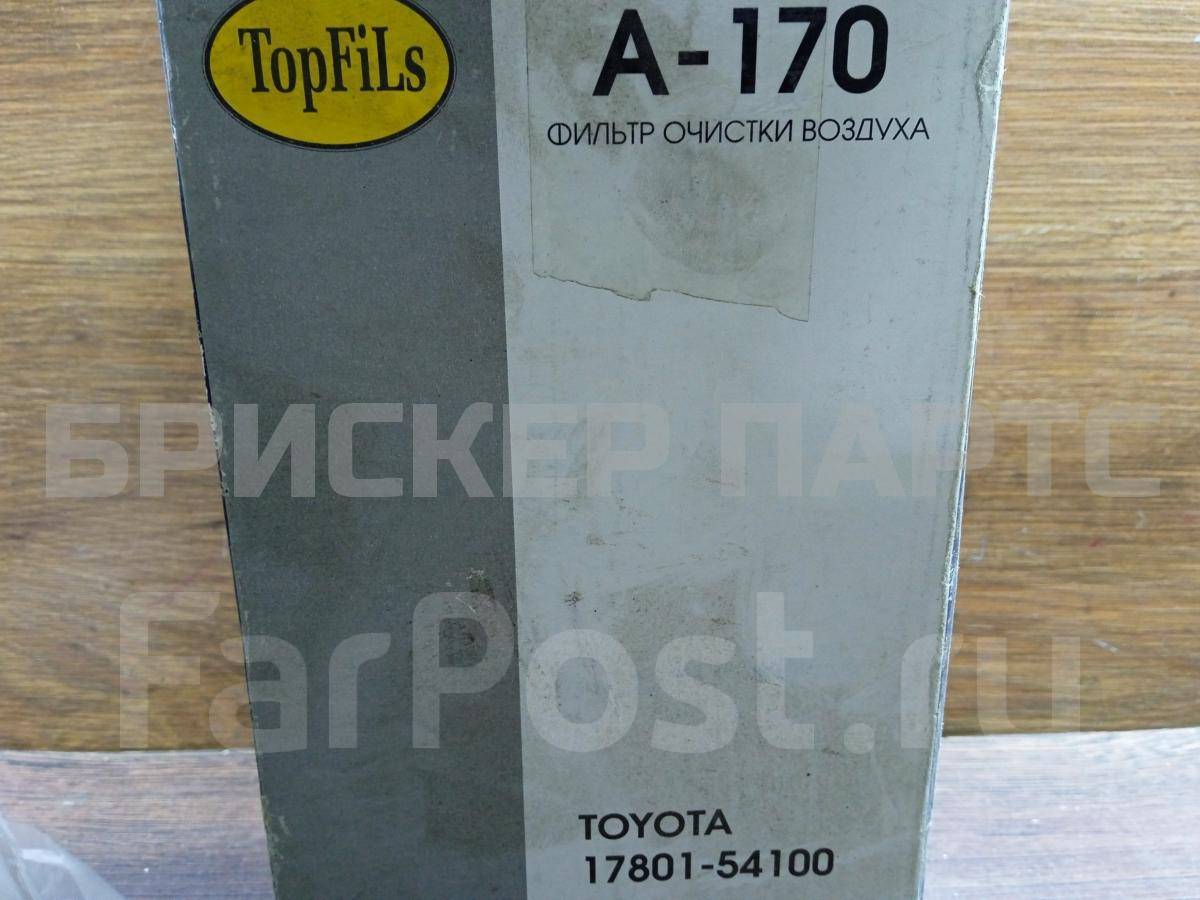 TopFiLs
A-170
ФИЛЬТР ОЧИСТКИ ВОЗДУХА
БРИСКЕР ПАРТС
FarPost.ru
TOYOTA
17801-54100